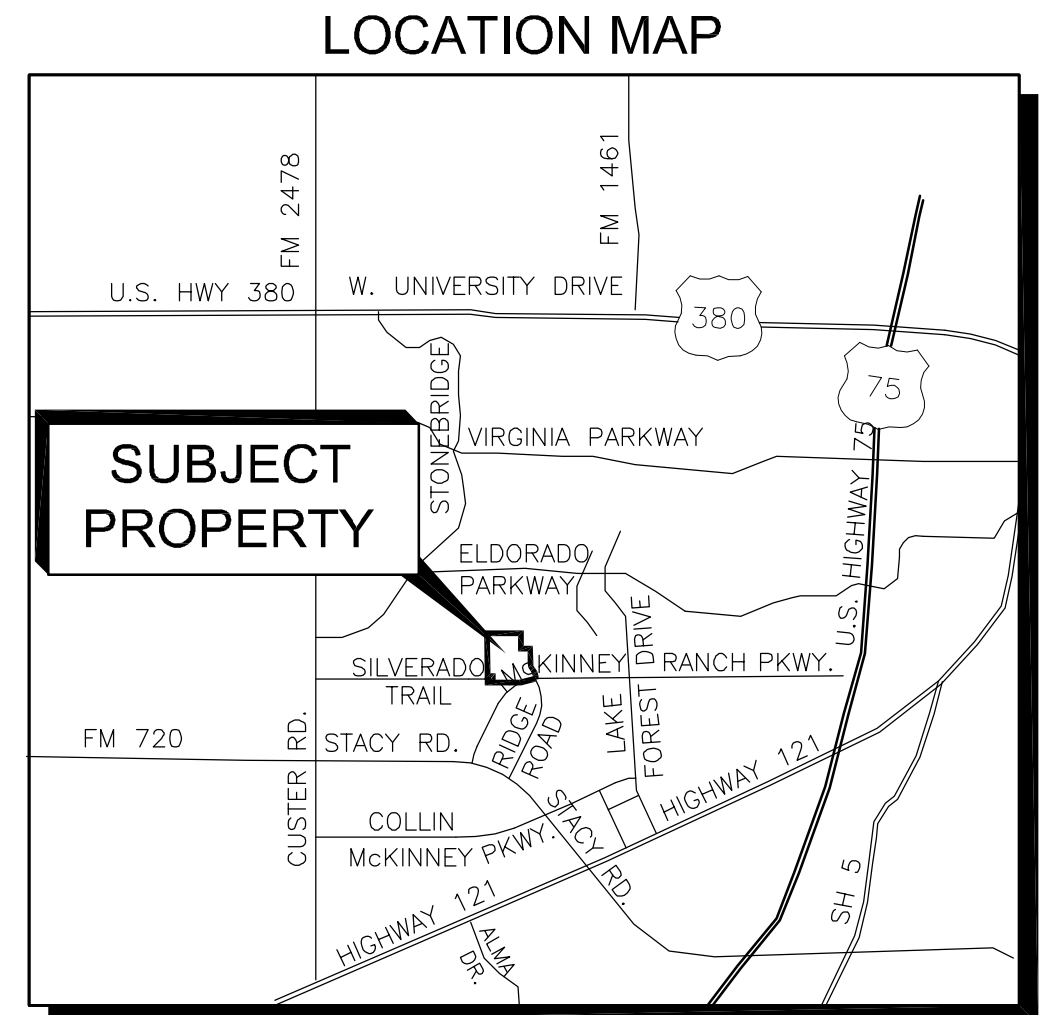 LOCATION MAP
FM 2478
FM 1461
U.S. HWY 380
W. UNIVERSITY DRIVE
380
75
STONEBRIDGE
VIRGINIA PARKWAY
SUBJECT
PROPERTY
U.S. HIGHWAY 75
ELDORADO
PARKWAY
SILVERADO
TRAIL
McKINNEY RANCH PKWY.
LAKE
FOREST DRIVE
RIDGE
ROAD
FM 720
STACY RD.
CUSTER RD.
COLLIN
McKINNEY PKWY.
STACY RD.
HIGHWAY 121
HIGHWAY 121
ALMA
DR.
SH 5